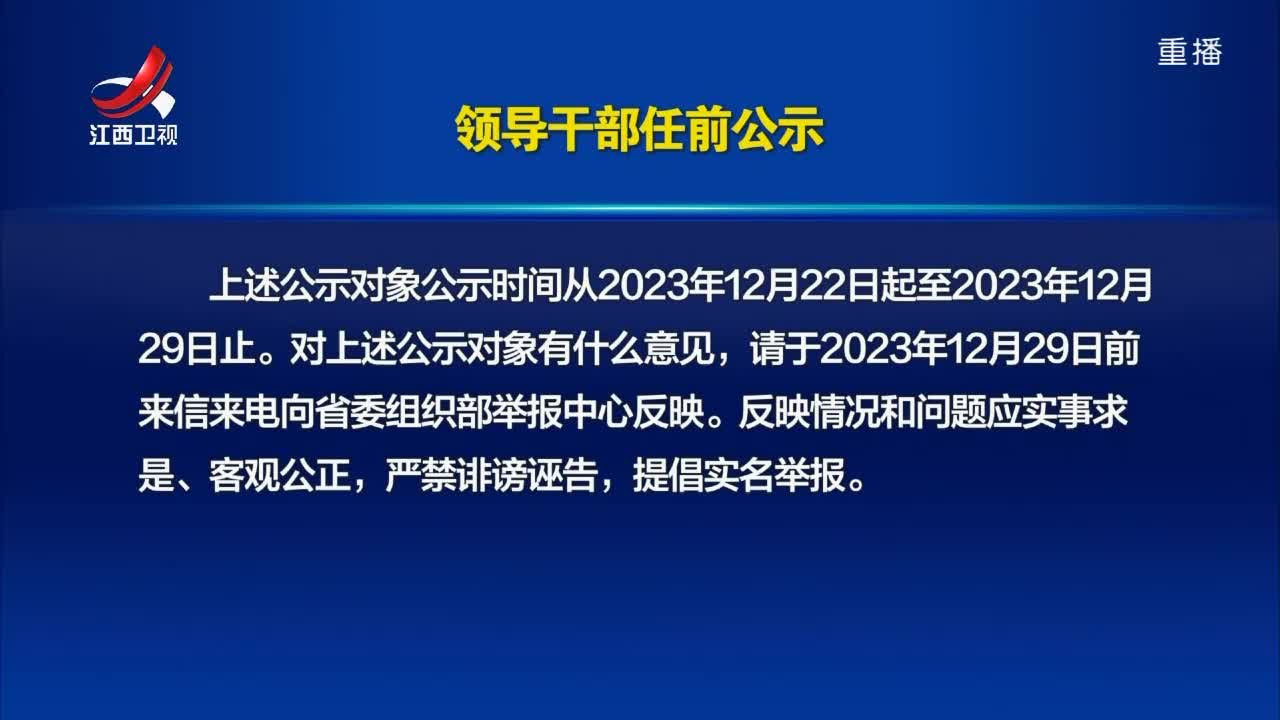 重播
江西卫视
领导干部任前公示
上述公示对象公示时间从2023年12月22日起至2023年12月
29日止。对上述公示对象有什么意见，请于2023年12月29日前
来信来电向省委组织部举报中心反映。反映情况和问题应实事求
是、客观公正，严禁诽谤诬告，提倡实名举报。